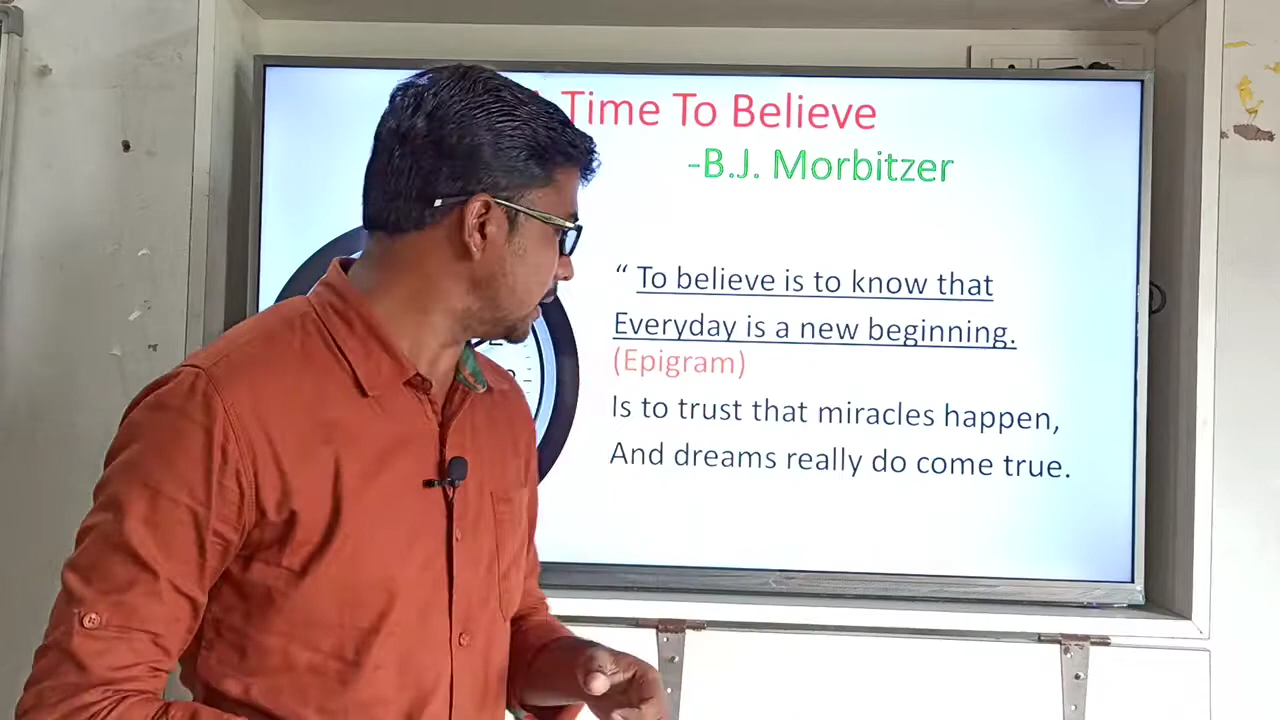 Time To Believe
-B.J. Morbitzer
“ To believe is to know that
Everyday is a new beginning.
(Epigram)
Is to trust that miracles happen,
And dreams really do come true.